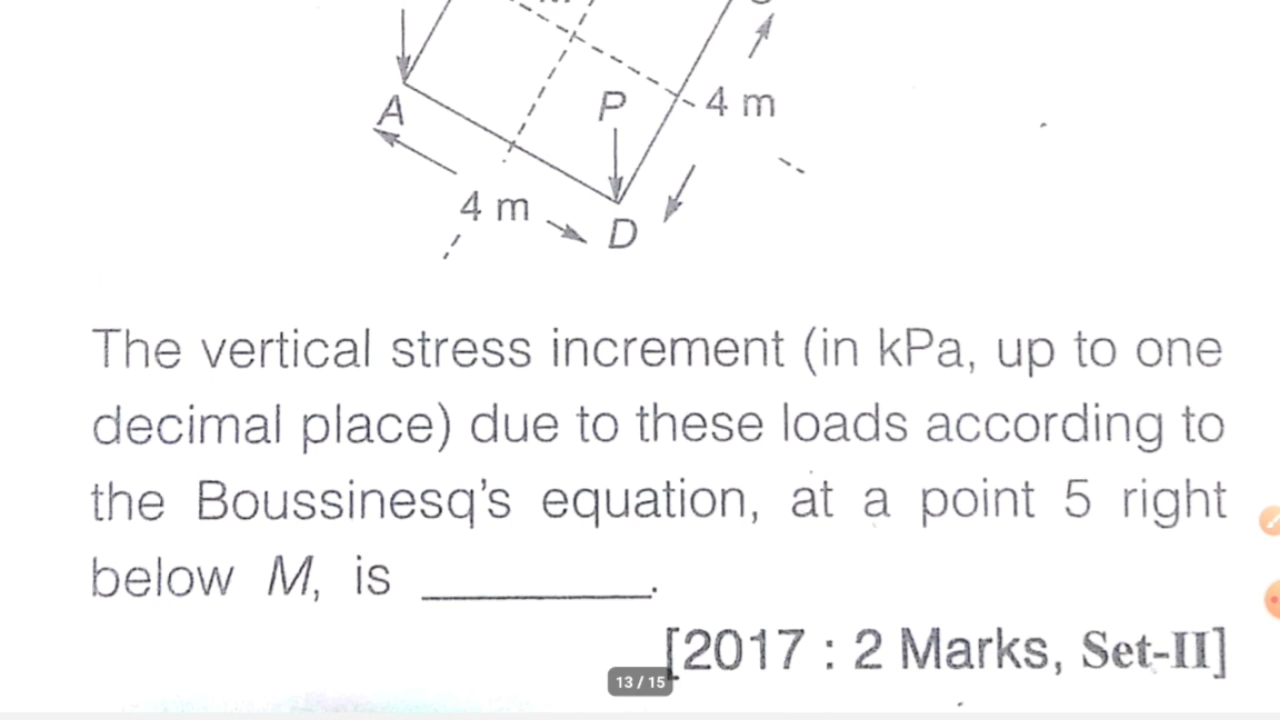 A
P
4 m
4 m
D
The vertical stress increment (in kPa, up to one
decimal place) due to these loads according to
the Boussinesq's equation, at a point 5 right
below M, is ________.
[2017 : 2 Marks, Set-II]
13 / 15